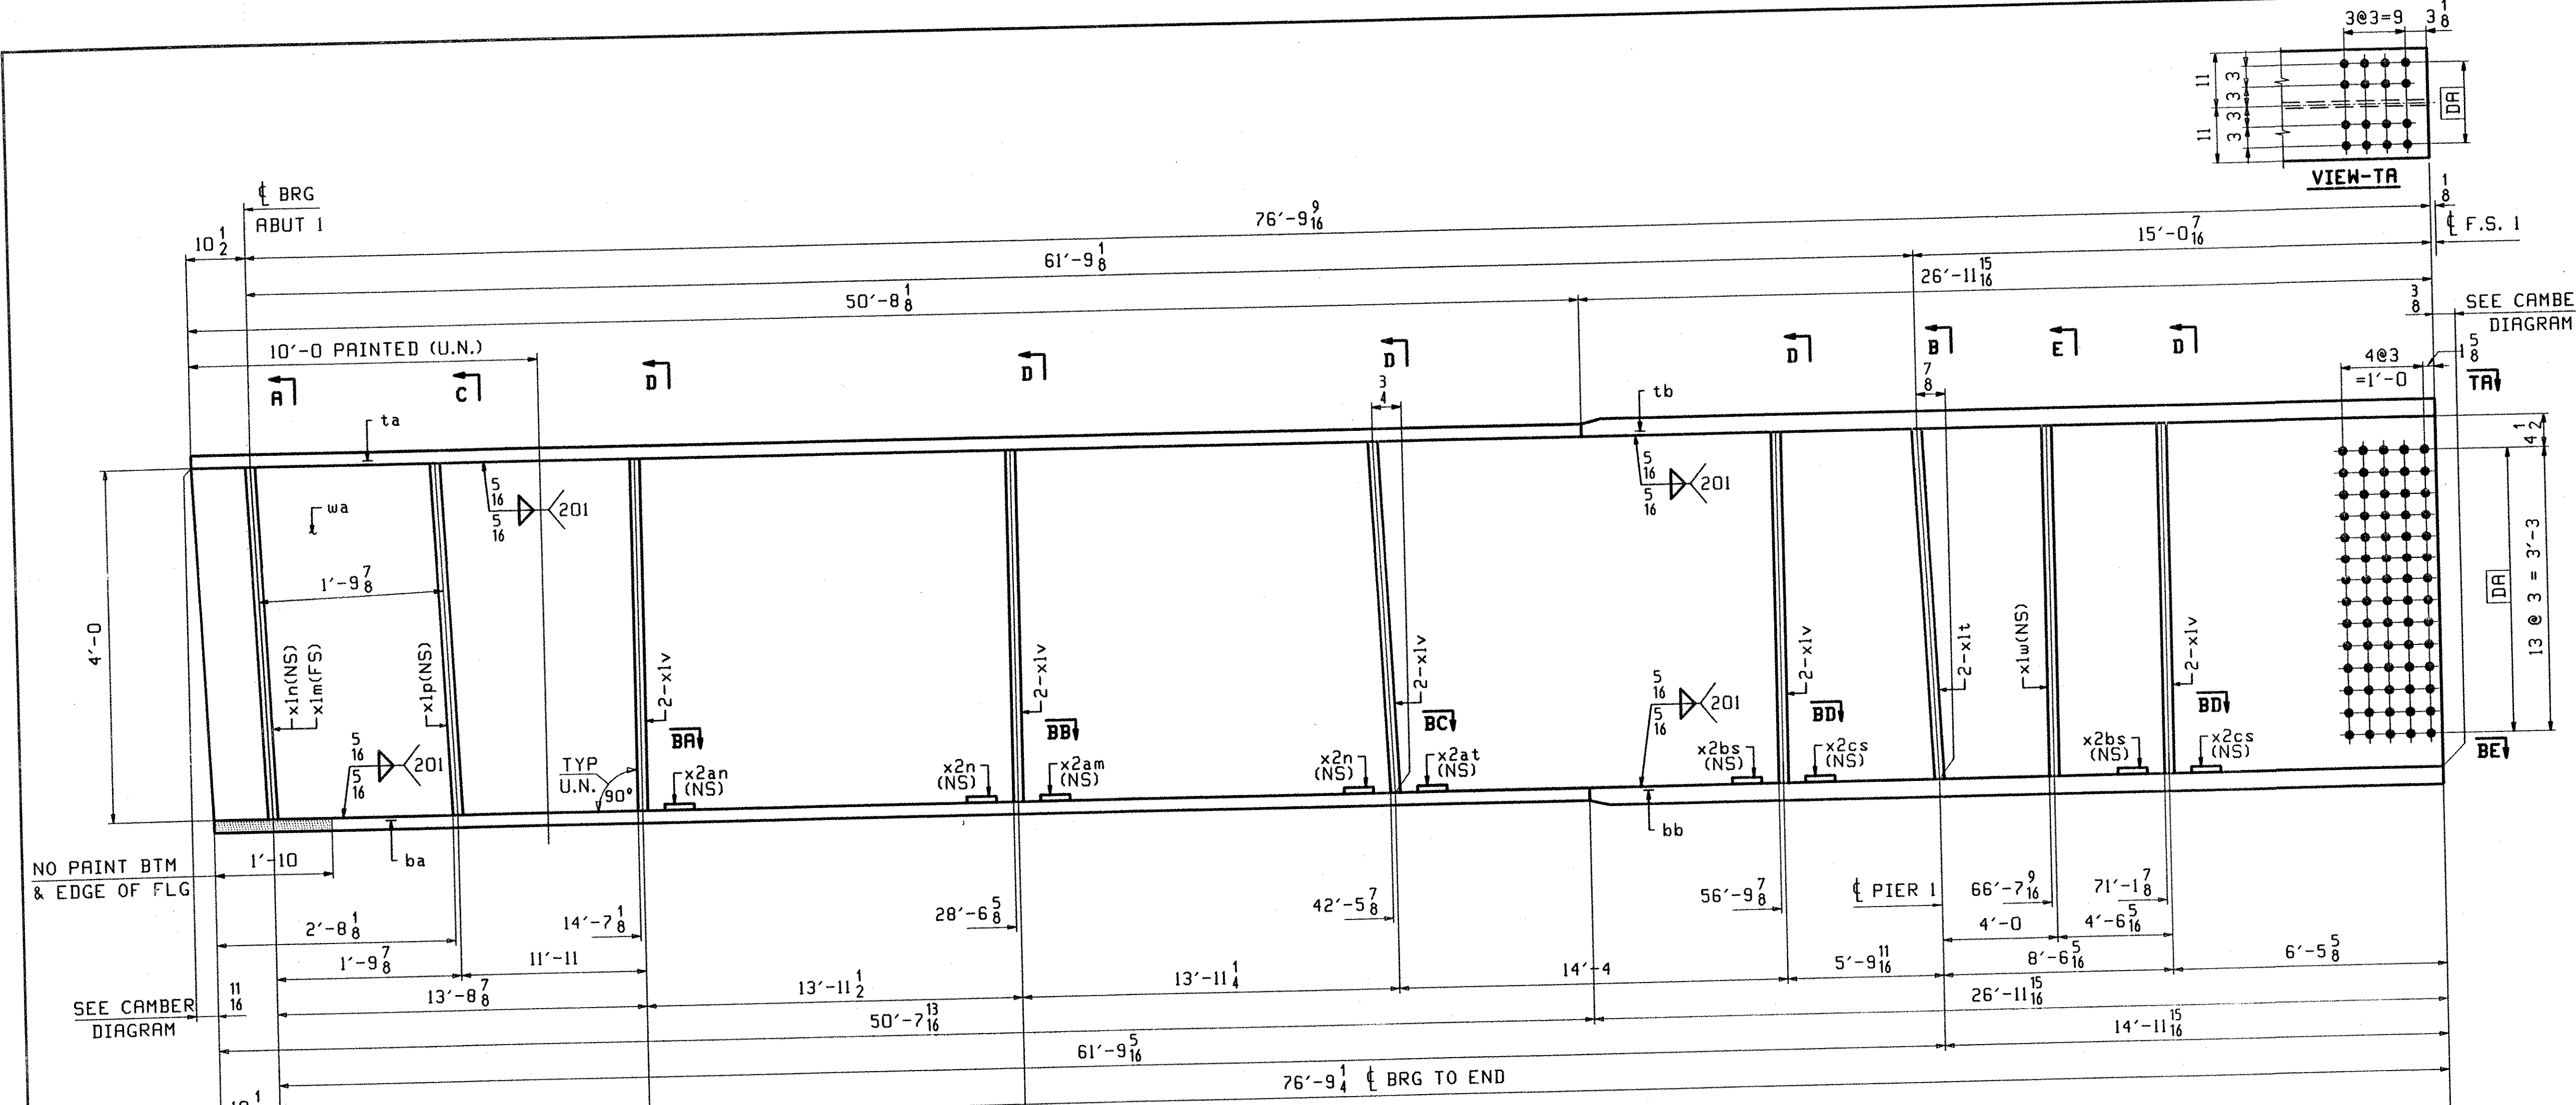 3@3=9
3 1/8
11
3
3
3
3
11
DA
VIEW-TA
℄ BRG
ABUT 1
10 1/2
76'-9 9/16
1/8
℄ F.S. 1
61'-9 1/8
15'-0 7/16
50'-8 1/8
26'-11 15/16
3/8
SEE CAMBE
DIAGRAM
10'-0 PAINTED (U.N.)
A
C
D
D
D
D
B
E
D
4@3
=1'-0
1 5/8
TA
3/4
7/8
ta
tb
4 1/2
5/16
5/16
201
5/16
5/16
201
wa
1'-9 7/8
4'-0
DA
13 @ 3 = 3'-3
x1n(NS)
x1m(FS)
x1p(NS)
2-x1v
2-x1v
2-x1v
2-x1v
2-x1t
x1w(NS)
2-x1v
5/16
5/16
201
5/16
5/16
201
TYP
U.N.
90°
BA
BB
BC
BD
BD
BE
x2an
(NS)
x2n
(NS)
x2am
(NS)
x2n
(NS)
x2at
(NS)
x2bs
(NS)
x2cs
(NS)
x2bs
(NS)
x2cs
(NS)
ba
bb
NO PAINT BTM
& EDGE OF FLG
1'-10
2'-8 1/8
14'-7 1/8
28'-6 5/8
42'-5 7/8
56'-9 7/8
℄ PIER 1
66'-7 9/16
71'-1 7/8
4'-0
4'-6 5/16
1'-9 7/8
11'-11
13'-8 7/8
13'-11 1/2
13'-11 1/4
14'-4
5'-9 11/16
8'-6 5/16
6'-5 5/8
SEE CAMBER
DIAGRAM
11/16
50'-7 13/16
26'-11 15/16
61'-9 5/16
14'-11 15/16
76'-9 1/4 ℄ BRG TO END